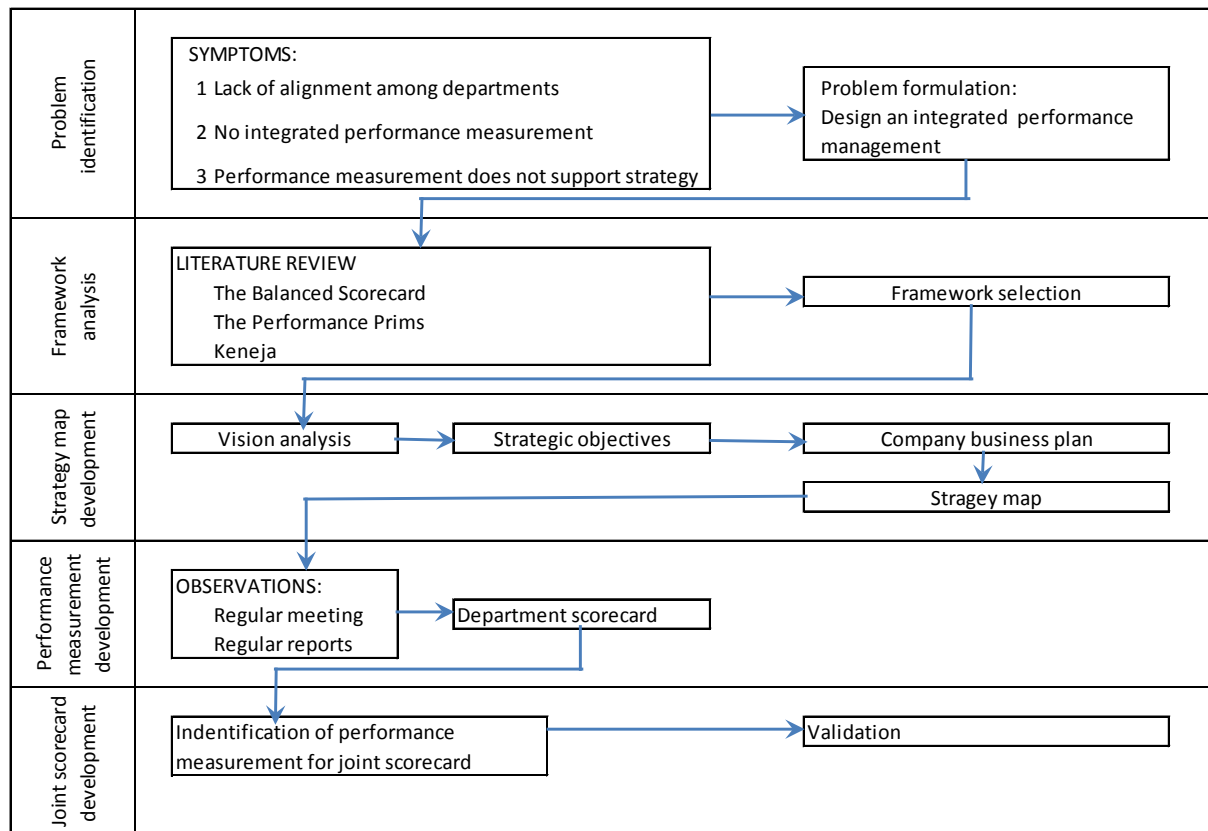 Problem
identification
SYMPTOMS:
1 Lack of alignment among departments
2 No integrated performance measurement
3 Performance measurement does not support strategy
Problem formulation:
Design an integrated performance
management
Framework
analysis
LITERATURE REVIEW
The Balanced Scorecard
The Performance Prims
Keneja
Framework selection
Strategy map
development
Vision analysis
Strategic objectives
Company business plan
Stragey map
Performance
measurement
development
OBSERVATIONS:
Regular meeting
Regular reports
Department scorecard
Joint scorecard
development
Indentification of performance
measurement for joint scorecard
Validation